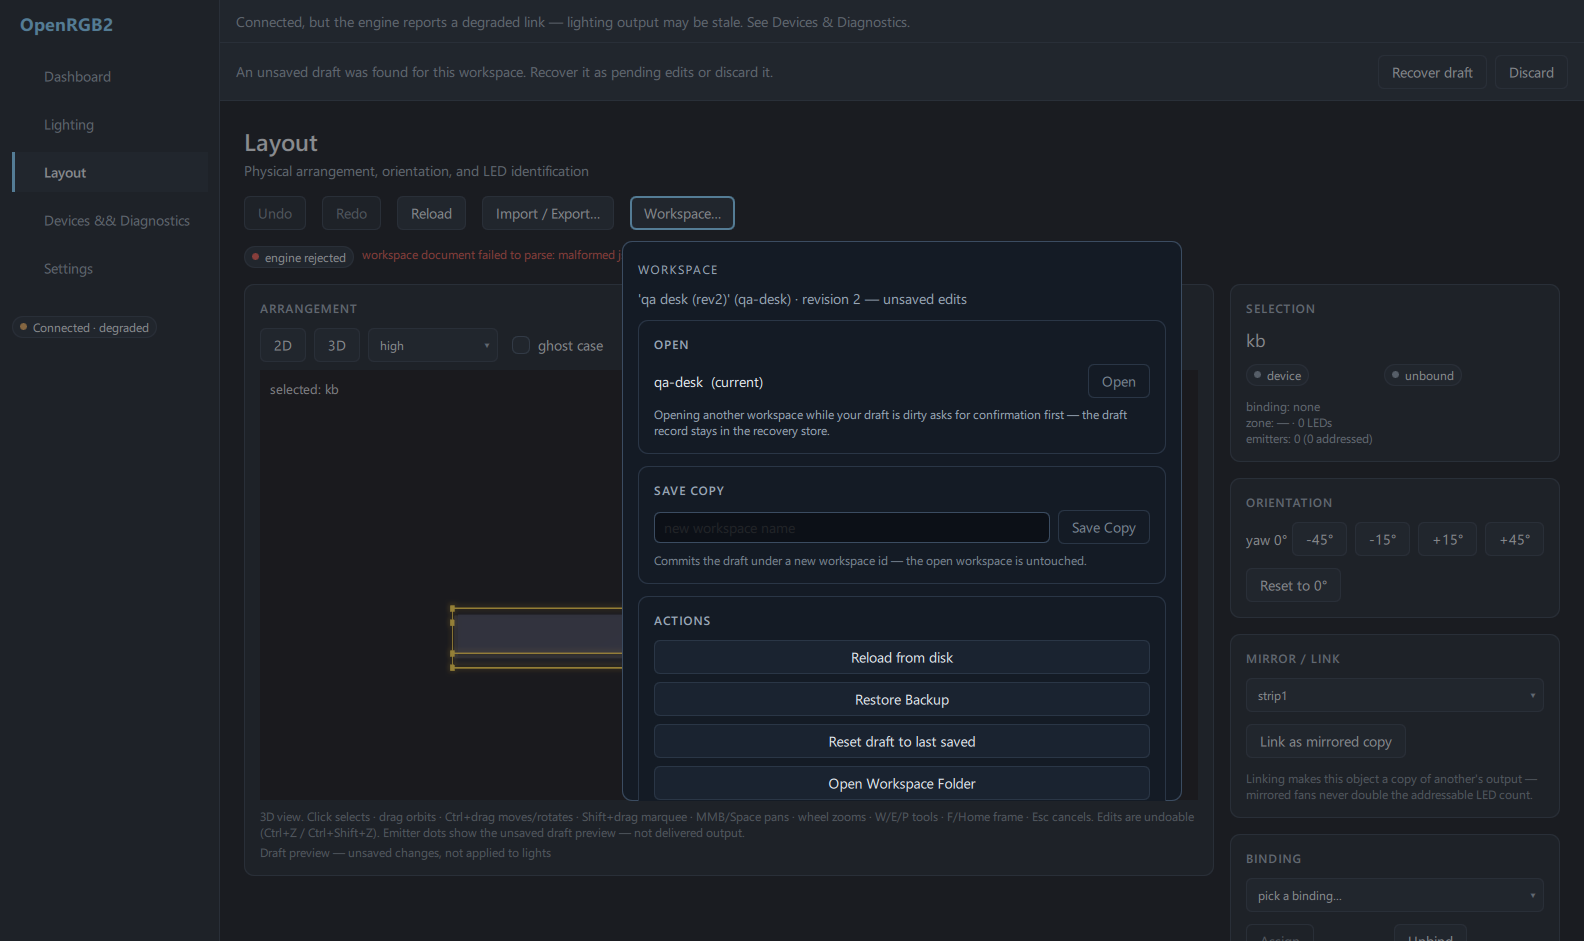 OpenRGB2
Dashboard
Lighting
Layout
Devices && Diagnostics
Settings
Connected · degraded
Connected, but the engine reports a degraded link — lighting output may be stale. See Devices & Diagnostics.
An unsaved draft was found for this workspace. Recover it as pending edits or discard it.
Recover draft
Discard
Layout
Physical arrangement, orientation, and LED identification
Undo
Redo
Reload
Import / Export...
Workspace...
engine rejected
workspace document failed to parse: malformed
ARRANGEMENT
2D
3D
high
ghost case
selected: kb
WORKSPACE
'qa desk (rev2)' (qa-desk) · revision 2 — unsaved edits
OPEN
qa-desk (current)
Open
Opening another workspace while your draft is dirty asks for confirmation first — the draft
record stays in the recovery store.
SAVE COPY
new workspace name
Save Copy
Commits the draft under a new workspace id — the open workspace is untouched.
ACTIONS
Reload from disk
Restore Backup
Reset draft to last saved
Open Workspace Folder
3D view. Click selects · drag orbits · Ctrl+drag moves/rotates · Shift+drag marquee · MMB/Space pans · wheel zooms · W/E/P tools · F/Home frame · Esc cancels. Edits are undoable
(Ctrl+Z / Ctrl+Shift+Z). Emitter dots show the unsaved draft preview — not delivered output.
Draft preview — unsaved changes, not applied to lights
SELECTION
kb
device
unbound
binding: none
zone: — · 0 LEDs
emitters: 0 (0 addressed)
ORIENTATION
yaw 0°
-45°
-15°
+15°
+45°
Reset to 0°
MIRROR / LINK
strip1
Link as mirrored copy
Linking makes this object a copy of another's output —
mirrored fans never double the addressable LED count.
BINDING
pick a binding...
Assign
Unbind